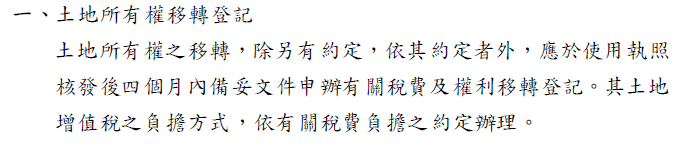 一、土地所有權移轉登記
土地所有權之移轉，除另有約定，依其約定者外，應於使用執照
核發後四個月內備妥文件申辦有關稅費及權利移轉登記。其土地
增值稅之負擔方式，依有關稅費負擔之約定辦理。